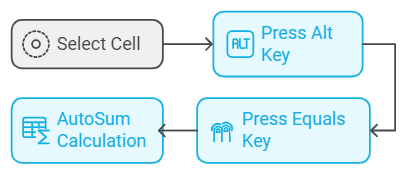 Select Cell
ALT
Press Alt
Key
Press Equals
Key
AutoSum
Calculation